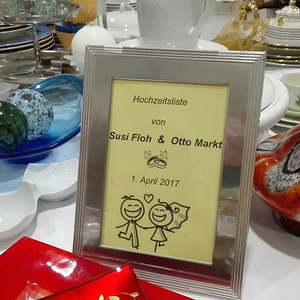 Hochzeitsliste
von
Susi Floh & Otto Markt
1. April 2017